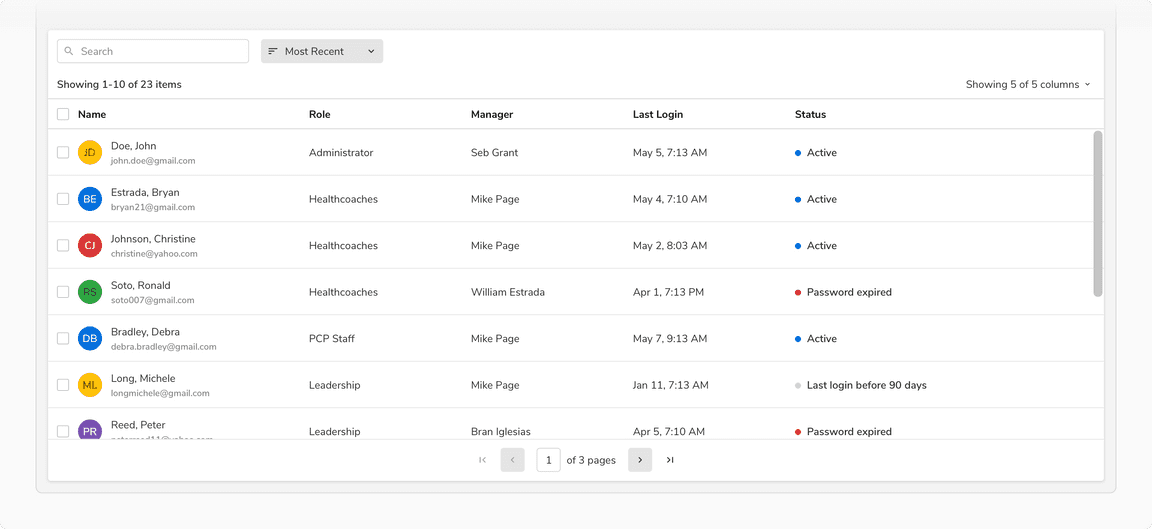 Search
Most Recent
Showing 1-10 of 23 items
Showing 5 of 5 columns
Name Role Manager Last Login Status
JD Doe, John Administrator Seb Grant May 5, 7:13 AM Active
john.doe@gmail.com
BE Estrada, Bryan Healthcoaches Mike Page May 4, 7:10 AM Active
bryan21@gmail.com
CJ Johnson, Christine Healthcoaches Mike Page May 2, 8:03 AM Active
christine@yahoo.com
RS Soto, Ronald Healthcoaches William Estrada Apr 1, 7:13 PM Password expired
soto007@gmail.com
DB Bradley, Debra PCP Staff Mike Page May 7, 9:13 AM Active
debra.bradley@gmail.com
ML Long, Michele Leadership Mike Page Jan 11, 7:13 AM Last login before 90 days
longmichele@gmail.com
PR Reed, Peter Leadership Bran Iglesias Apr 5, 7:10 AM Password expired
1 of 3 pages